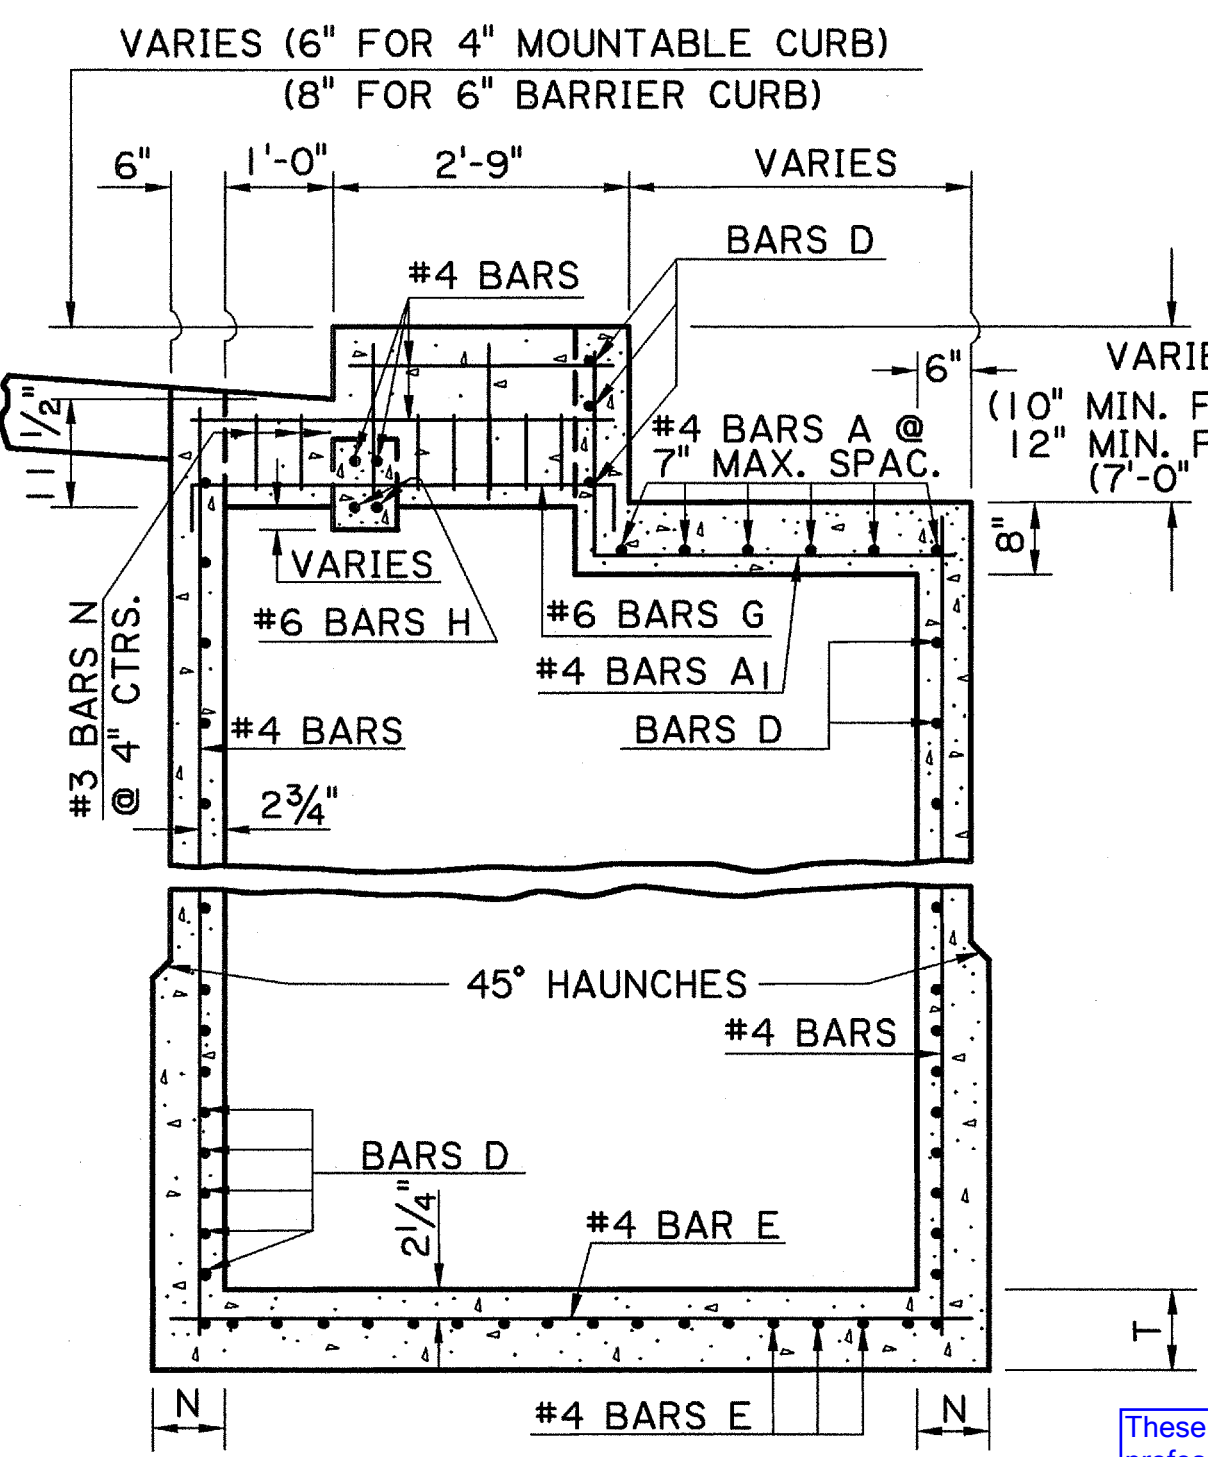 VARIES (6" FOR 4" MOUNTABLE CURB)
(8" FOR 6" BARRIER CURB)
6"
1'-0"
2'-9"
VARIES
BARS D
#4 BARS
6"
(10" MIN. F
12" MIN. F
(7'-0"
11 1/2"
#4 BARS A @
7" MAX. SPAC.
8"
VARIES
#6 BARS H
#6 BARS G
#4 BARS A1
#3 BARS N
@ 4" CTRS.
#4 BARS
BARS D
2 3/4"
45° HAUNCHES
#4 BARS
BARS D
2 1/4"
#4 BAR E
T
N
#4 BARS E
N
These